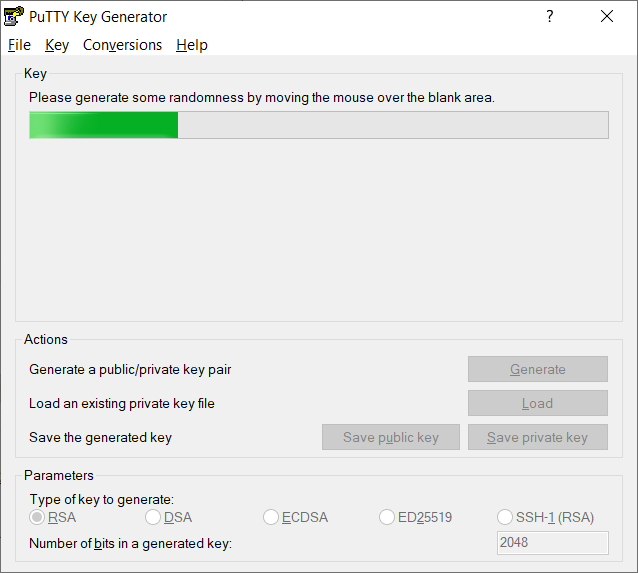 PuTTY Key Generator
File Key Conversions Help
Key
Please generate some randomness by moving the mouse over the blank area.
Actions
Generate a public/private key pair
Generate
Load an existing private key file
Load
Save the generated key
Save public key
Save private key
Parameters
Type of key to generate:
RSA DSA ECDSA ED25519 SSH-1 (RSA)
Number of bits in a generated key:
2048